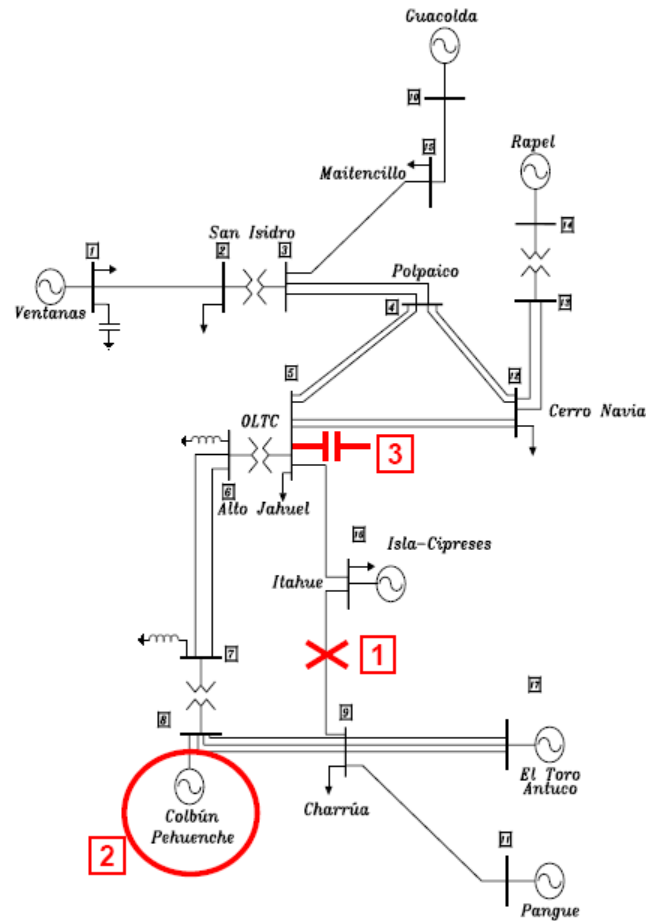 Guacolda
10
15
Rapel
Maitencillo
14
San Isidro
1
2
3
Polpaico
Ventanas
4
13
5
12
OLTC
Cerro Navia
3
6
Alto Jahuel
16
Isla-Cipreses
Itahue
1
7
17
8
9
El Toro
Antuco
Colbún
Pehuenche
Charrúa
2
11
Pangue